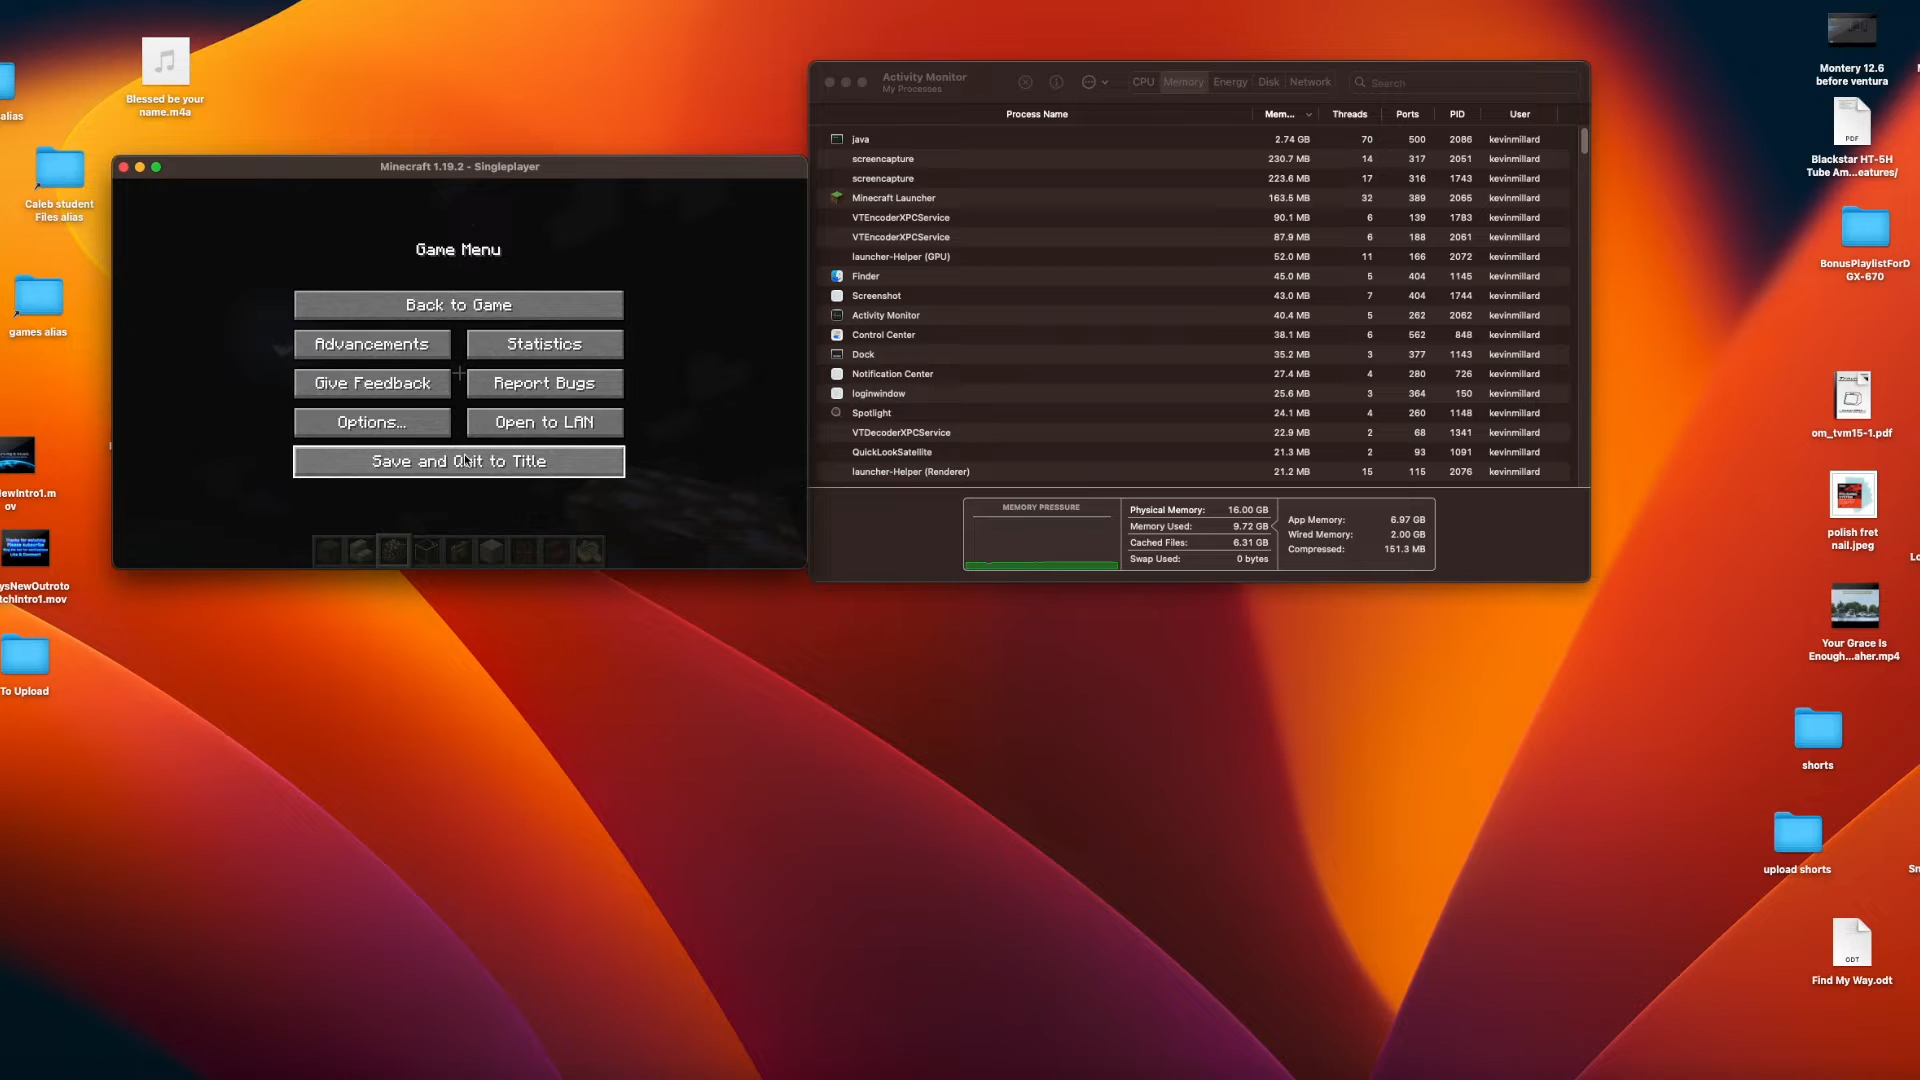 Blessed be your
name.m4a
alias
Caleb student
Files alias
games alias
ewIntro1.m
ov
Thanks for watching
Please subscribe
ysNewOutroto
tchIntro1.mov
To Upload
Minecraft 1.19.2 - Singleplayer
Game Menu
Back to Game
Advancements
Statistics
Give Feedback
Report Bugs
Options...
Open to LAN
Save and Quit to Title
Activity Monitor
My Processes
CPU
Memory
Energy
Disk
Network
Search
Process Name Mem... Threads Ports PID User
java 2.74 GB 70 500 2086 kevinmillard
screencapture 230.7 MB 14 317 2051 kevinmillard
screencapture 223.6 MB 17 316 1743 kevinmillard
Minecraft Launcher 163.5 MB 32 389 2065 kevinmillard
VTEncoderXPCService 90.1 MB 6 139 1783 kevinmillard
VTEncoderXPCService 87.9 MB 6 188 2061 kevinmillard
launcher-Helper (GPU) 52.0 MB 11 166 2072 kevinmillard
Finder 45.0 MB 5 404 1145 kevinmillard
Screenshot 43.0 MB 7 404 1744 kevinmillard
Activity Monitor 40.4 MB 5 262 2062 kevinmillard
Control Center 38.1 MB 6 562 848 kevinmillard
Dock 35.2 MB 3 377 1143 kevinmillard
Notification Center 27.4 MB 4 280 726 kevinmillard
loginwindow 25.6 MB 3 364 150 kevinmillard
Spotlight 24.1 MB 4 260 1148 kevinmillard
VTDecoderXPCService 22.9 MB 2 68 1341 kevinmillard
QuickLookSatellite 21.3 MB 2 93 1091 kevinmillard
launcher-Helper (Renderer) 21.2 MB 15 115 2076 kevinmillard
MEMORY PRESSURE
Physical Memory: 16.00 GB
Memory Used: 9.72 GB
Cached Files: 6.31 GB
Swap Used: 0 bytes
App Memory: 6.97 GB
Wired Memory: 2.00 GB
Compressed: 151.3 MB
Montery 12.6
before ventura
PDF
Blackstar HT-5H
Tube Am...eatures/
BonusPlaylistForD
GX-670
om_tvm15-1.pdf
polish fret
nail.jpeg
Lo
Your Grace Is
Enough...aher.mp4
shorts
upload shorts
Sn
ODT
Find My Way.odt